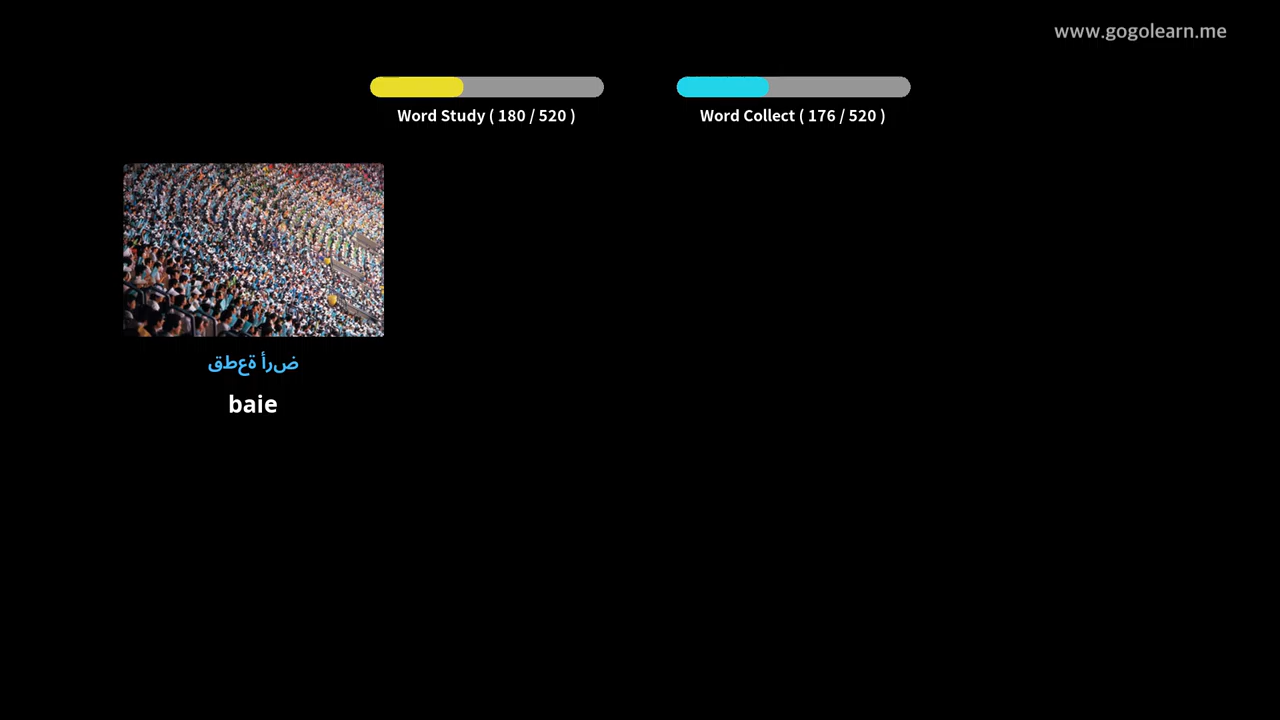 www.gogolearn.me
Word Study ( 180 / 520 )
Word Collect ( 176 / 520 )
ضرأ ةعطق
baie